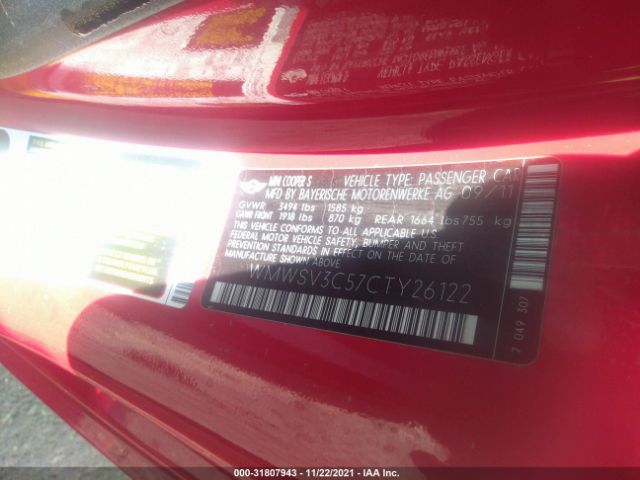 MINI COOPER S VEHICLE TYPE: PASSENGER CAR
MFD BY BAYERISCHE MOTORENWERKE AG 09/11
GVWR 3494 lbs 1585 kg
GAWR FRONT 1918 lbs 870 kg REAR 1664 lbs 755 kg
THIS VEHICLE CONFORMS TO ALL APPLICABLE U.S.
FEDERAL MOTOR VEHICLE SAFETY, BUMPER AND THEFT
PREVENTION STANDARDS IN EFFECT ON THE DATE OF
MANUFACTURE SHOWN ABOVE.
WMWSV3C57CTY26122
7 049 307
000-31807943 - 11/22/2021 - IAA Inc.